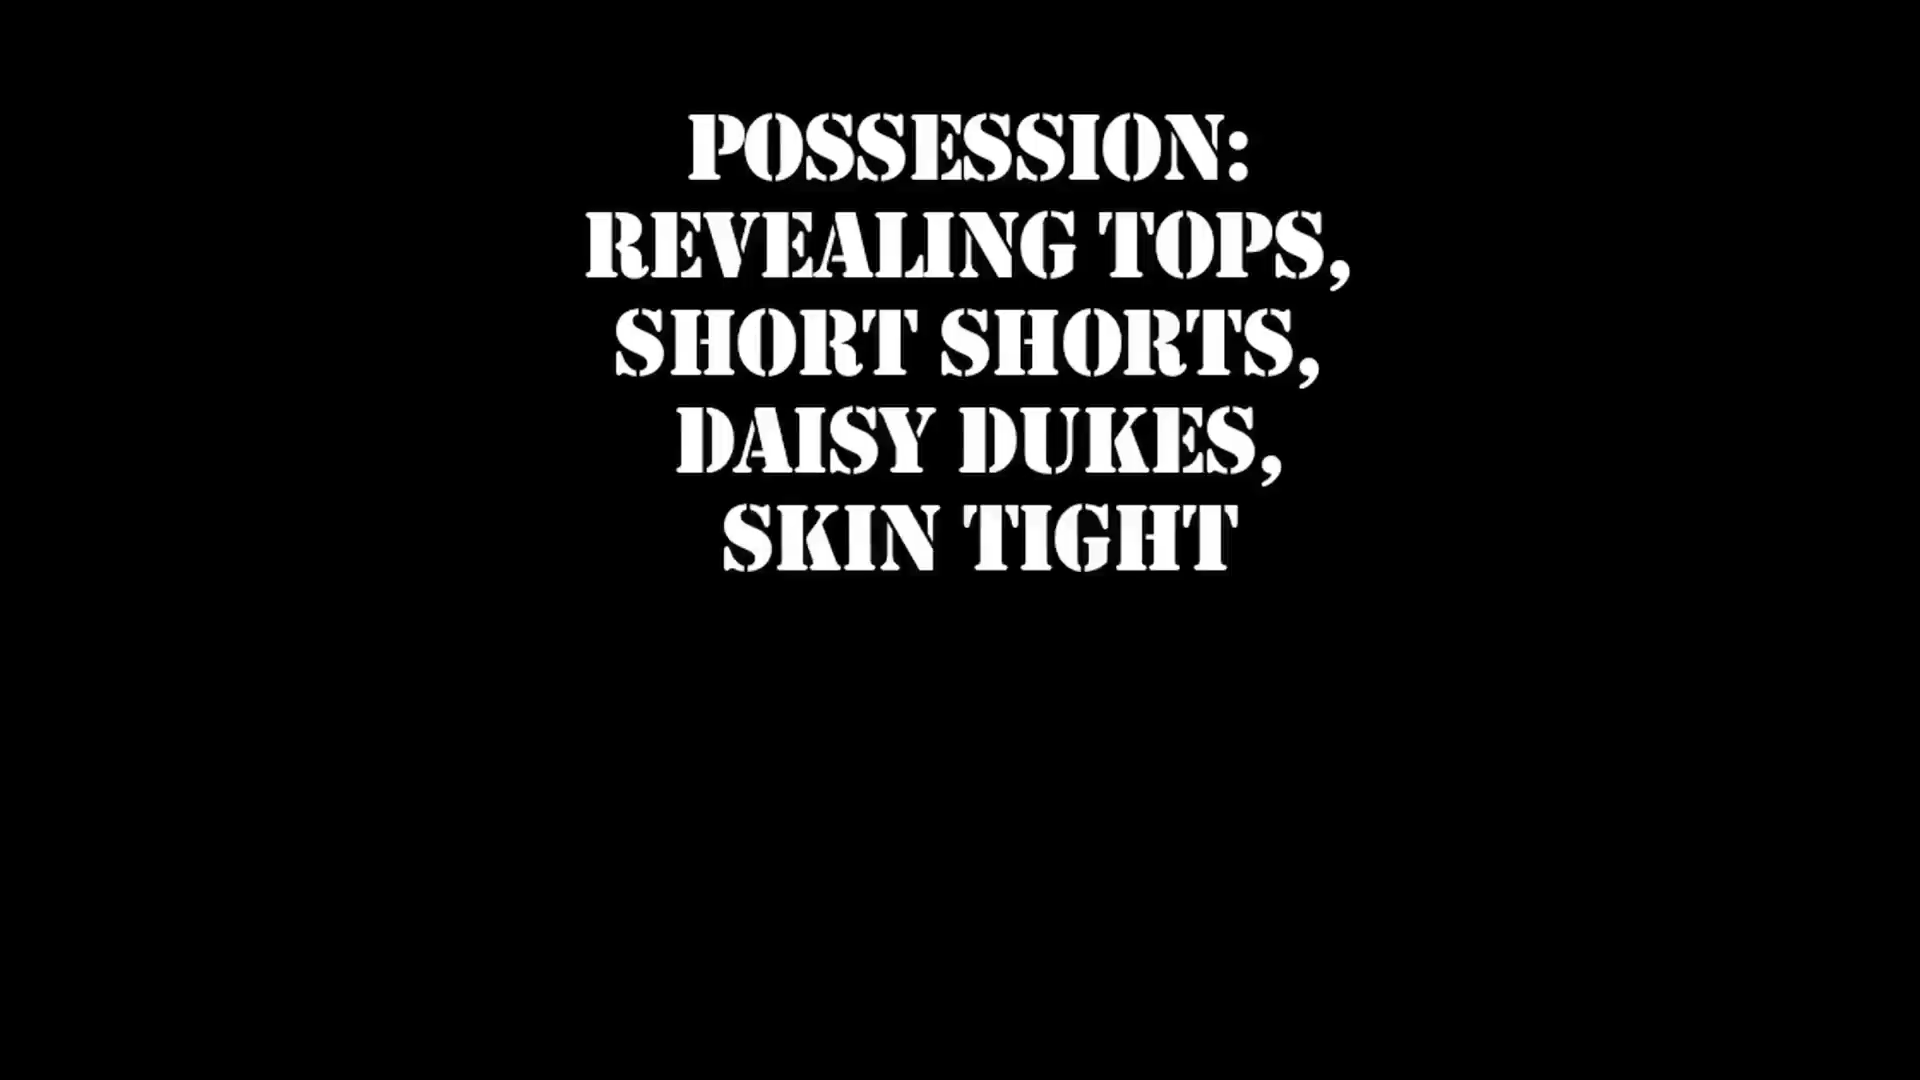 POSSESSION:
REVEALING TOPS,
SHORT SHORTS,
DAISY DUKES,
SKIN TIGHT